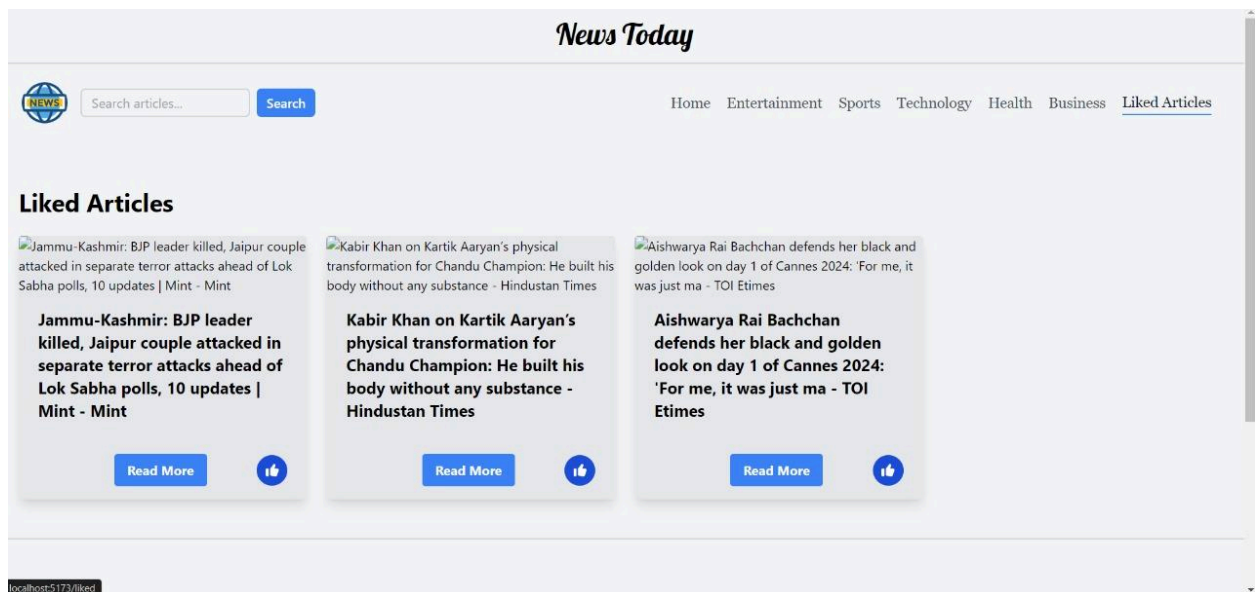 News Today
NEWS
Search articles...
Search
Home Entertainment Sports Technology Health Business Liked Articles
Liked Articles
Jammu-Kashmir: BJP leader killed, Jaipur couple
attacked in separate terror attacks ahead of Lok
Sabha polls, 10 updates | Mint - Mint
Jammu-Kashmir: BJP leader
killed, Jaipur couple attacked in
separate terror attacks ahead of
Lok Sabha polls, 10 updates |
Mint - Mint
Read More
Kabir Khan on Kartik Aaryan's physical
transformation for Chandu Champion: He built his
body without any substance - Hindustan Times
Kabir Khan on Kartik Aaryan's
physical transformation for
Chandu Champion: He built his
body without any substance -
Hindustan Times
Read More
Aishwarya Rai Bachchan defends her black and
golden look on day 1 of Cannes 2024: 'For me, it
was just ma - TOI Etimes
Aishwarya Rai Bachchan
defends her black and golden
look on day 1 of Cannes 2024:
'For me, it was just ma - TOI
Etimes
Read More
localhost:5173/liked